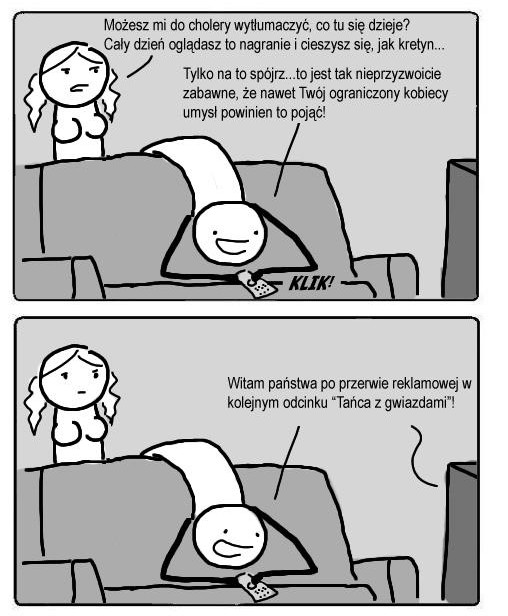 Możesz mi do cholery wytłumaczyć, co tu się dzieje?
Cały dzień oglądasz to nagranie i cieszysz się, jak kretyn...
Tylko na to spójrz...to jest tak nieprzyzwoicie
zabawne, że nawet Twój ograniczony kobiecy
umysł powinien to pojąć!
KLIK!
Witam państwa po przerwie reklamowej w
kolejnym odcinku "Tańca z gwiazdami"!